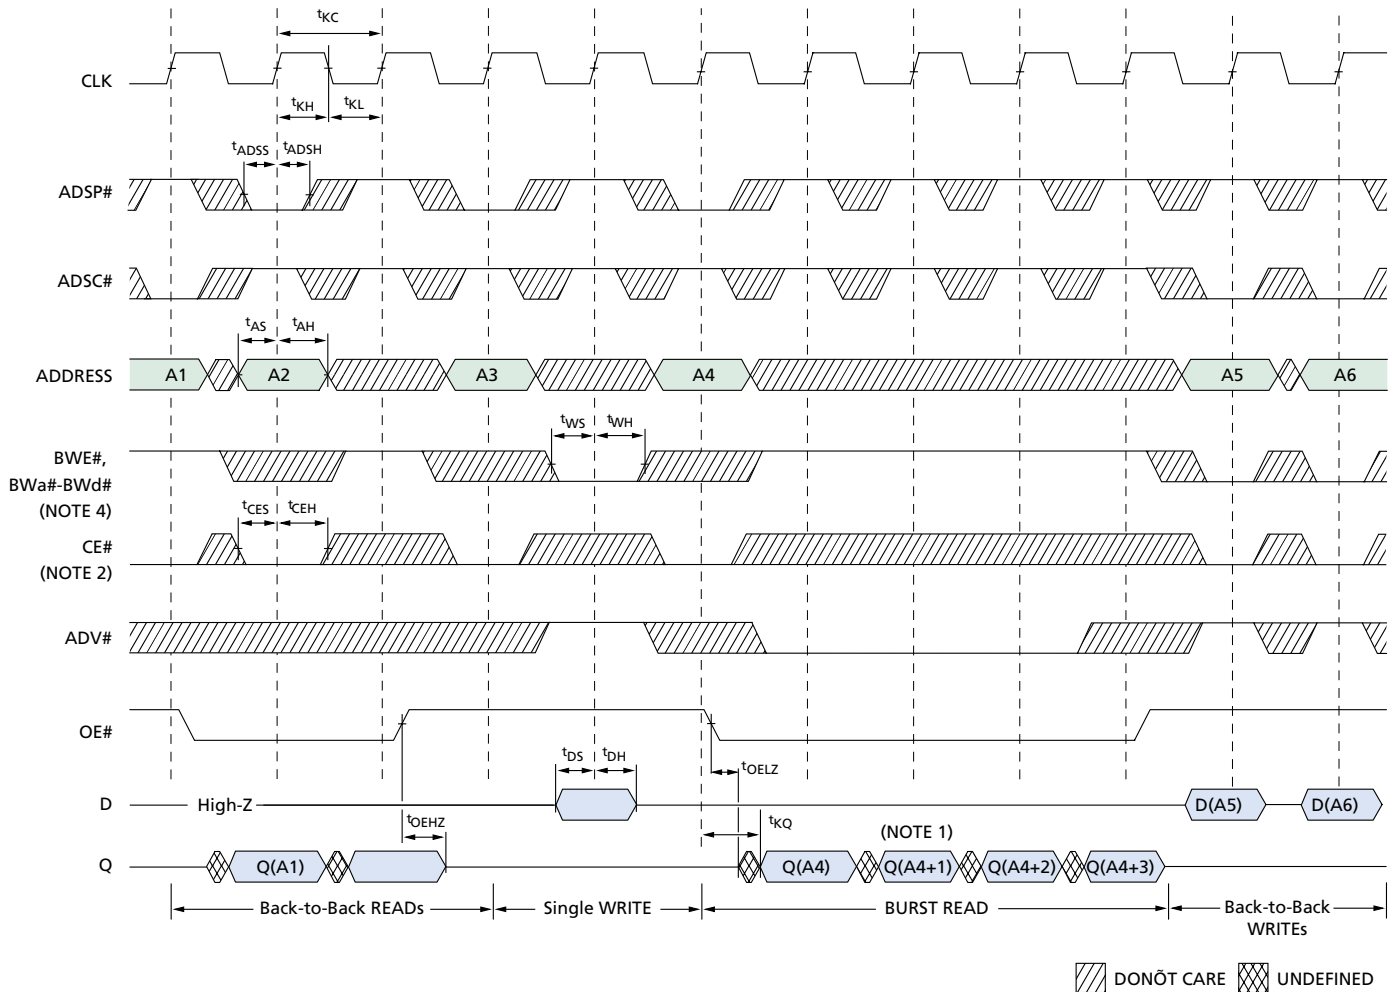 tKC
CLK
tKH tKL
tADSS tADSH
ADSP#
ADSC#
tAS tAH
ADDRESS A1 A2 A3 A4 A5 A6
tWS tWH
BWE#,
BWa#-BWd#
(NOTE 4)
tCES tCEH
CE#
(NOTE 2)
ADV#
OE#
tDS tDH
tOELZ
D High-Z D(A5) D(A6)
tOEHZ tKQ (NOTE 1)
Q Q(A1) Q(A4) Q(A4+1) Q(A4+2) Q(A4+3)
Back-to-Back READs Single WRITE BURST READ Back-to-Back
WRITEs
DONÕT CARE UNDEFINED